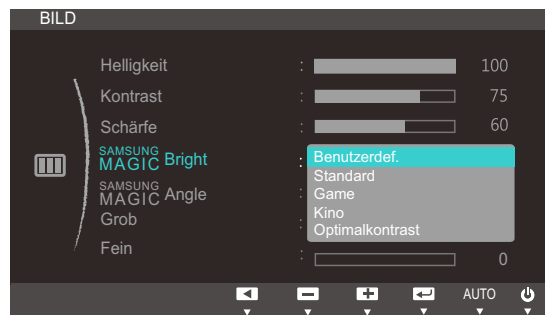 BILD
Helligkeit : 100
Kontrast : 75
Schärfe : 60
SAMSUNG MAGIC Bright : Benutzerdef.
Standard
SAMSUNG MAGIC Angle : Game
Kino
Grob : Optimalkontrast
Fein : 0
AUTO